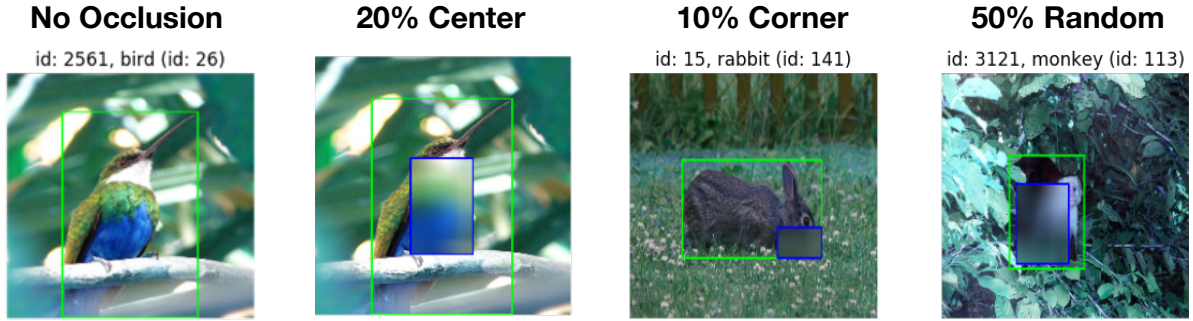 No Occlusion
20% Center
10% Corner
50% Random
id: 2561, bird (id: 26)
id: 15, rabbit (id: 141)
id: 3121, monkey (id: 113)